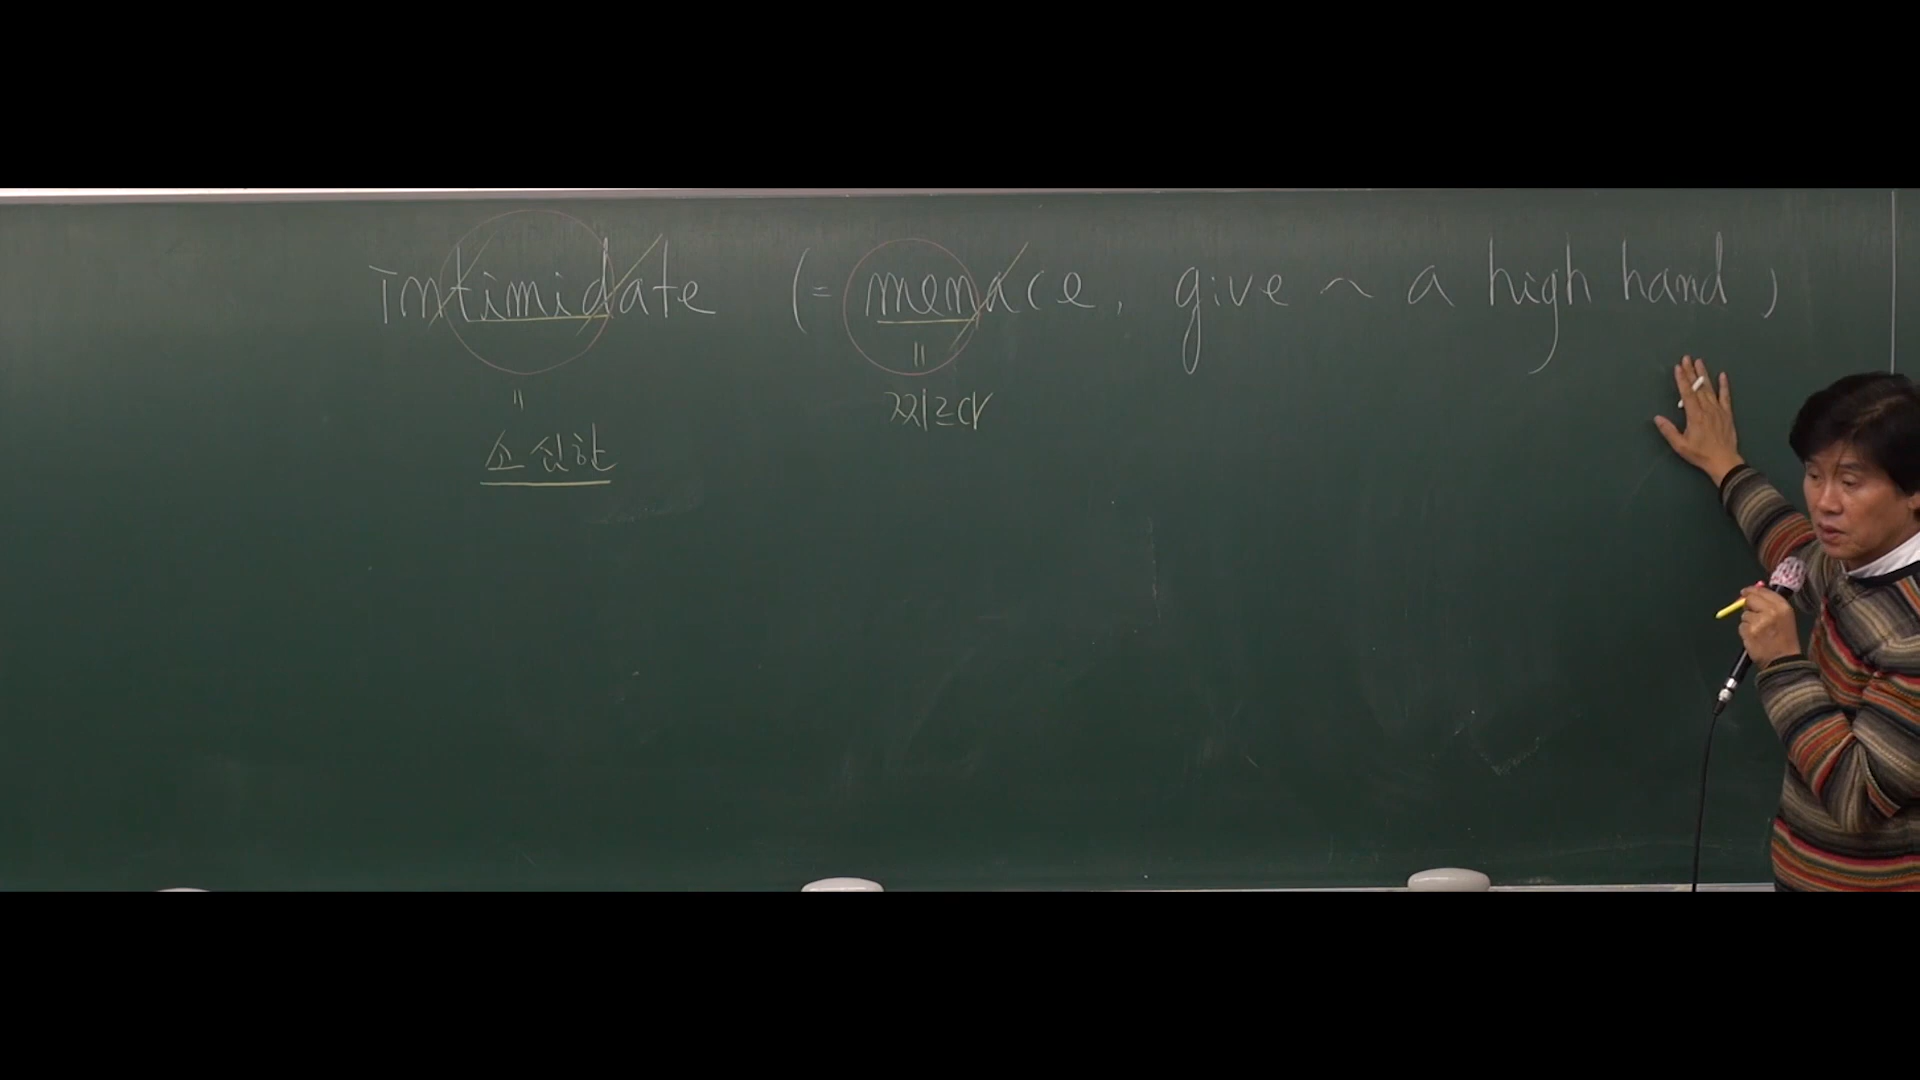 intimidate (= menace, give ~ a high hand)
= =
찌르다
소심한